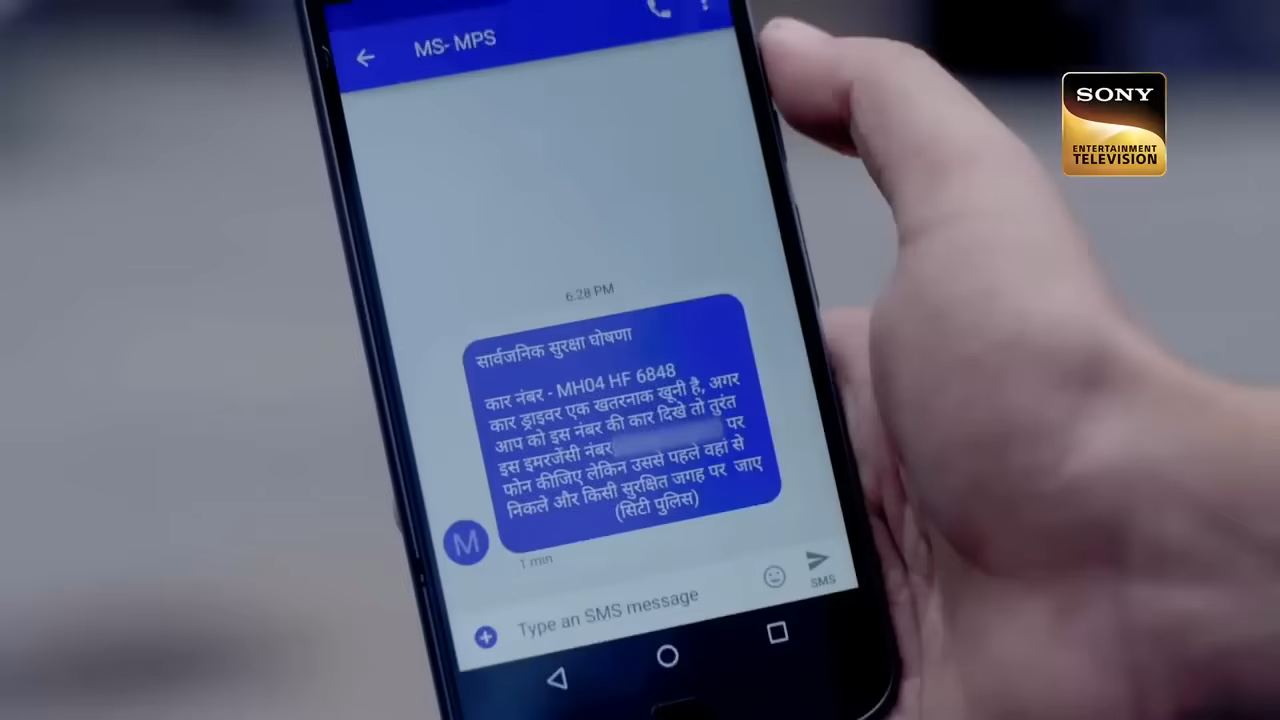 MS- MPS
SONY
ENTERTAINMENT
TELEVISION
6:28 PM
सार्वजनिक सुरक्षा घोषणा
कार नंबर - MH04 HF 6848
कार ड्राइवर एक खतरनाक खूनी है, अगर
आप को इस नंबर की कार दिखे तो तुरंत
इस इमरजेंसी नंबर पर
फोन कीजिए लेकिन उससे पहले वहां से
निकले और किसी सुरक्षित जगह पर जाए
(सिटी पुलिस)
M
1 min
Type an SMS message
SMS